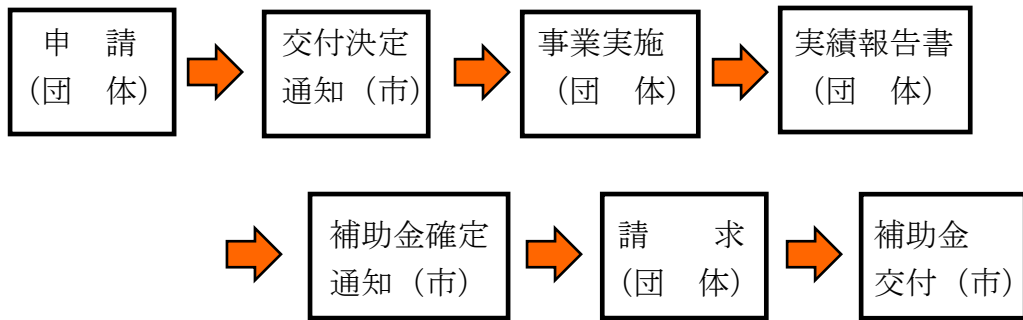 申　請
（団　体）
交付決定
通知（市）
事業実施
（団　体）
実績報告書
（団　体）
補助金確定
通知（市）
請　　求
（団　体）
補助金
交付（市）